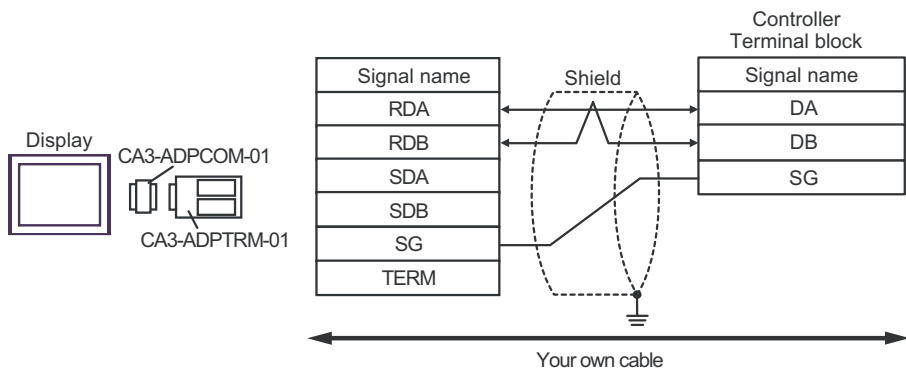 Display
CA3-ADPCOM-01
CA3-ADPTRM-01
Signal name
RDA
RDB
SDA
SDB
SG
TERM
Shield
Controller
Terminal block
Signal name
DA
DB
SG
Your own cable